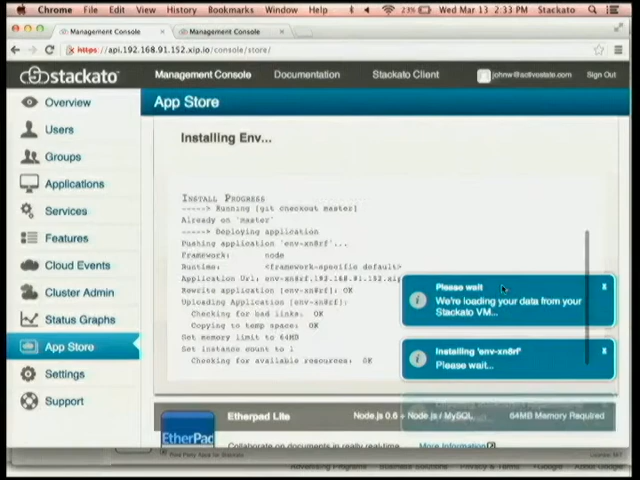 Chrome File Edit View History Bookmarks Window Help 23% Wed Mar 13 2:33 PM Stackato
Management Console Management Console
https://api.192.168.91.152.xip.io/console/store/
stackato Management Console Documentation Stackato Client johnw@activestate.com Sign Out
Overview
Users
Groups
Applications
Services
Features
Cloud Events
Cluster Admin
Status Graphs
App Store
Settings
Support
App Store
Installing Env...
Install Progress
-----> Running [git checkout master]
Already on 'master'
-----> Deploying application
Pushing application 'env-xn8rf'...
Framework: node
Runtime: <framework-specific default>
Application Url: env-xn8rf.192.168.91.152.xip
Rewrite application [env-xn8rf]: OK
Uploading Application [env-xn8rf]:
Checking for bad links: OK
Copying to temp space: OK
Set memory limit to 64MB
Set instance count to 1
Checking for available resources: OK
Please wait x
We're loading your data from your
Stackato VM...
Installing 'env-xn8rf' x
Please wait...
EtherPad
Etherpad Lite Node.js 0.6 + Node.js / MySQL 64MB Memory Required
Collaborate on documents in really real-time. More Information